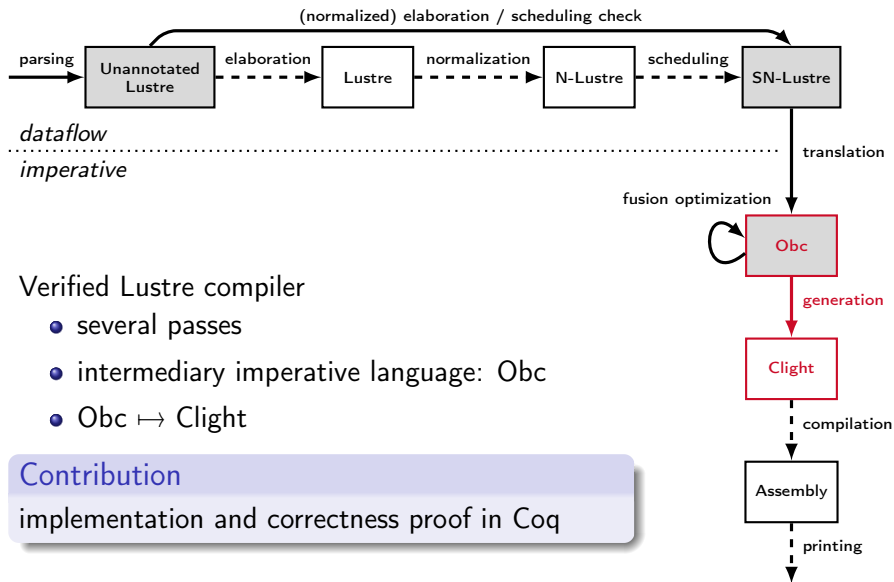 (normalized) elaboration / scheduling check
parsing
Unannotated
Lustre
elaboration
Lustre
normalization
N-Lustre
scheduling
SN-Lustre
dataflow
imperative
translation
fusion optimization
Obc
generation
Clight
compilation
Assembly
printing
Verified Lustre compiler
several passes
intermediary imperative language: Obc
Obc ↦ Clight
Contribution
implementation and correctness proof in Coq